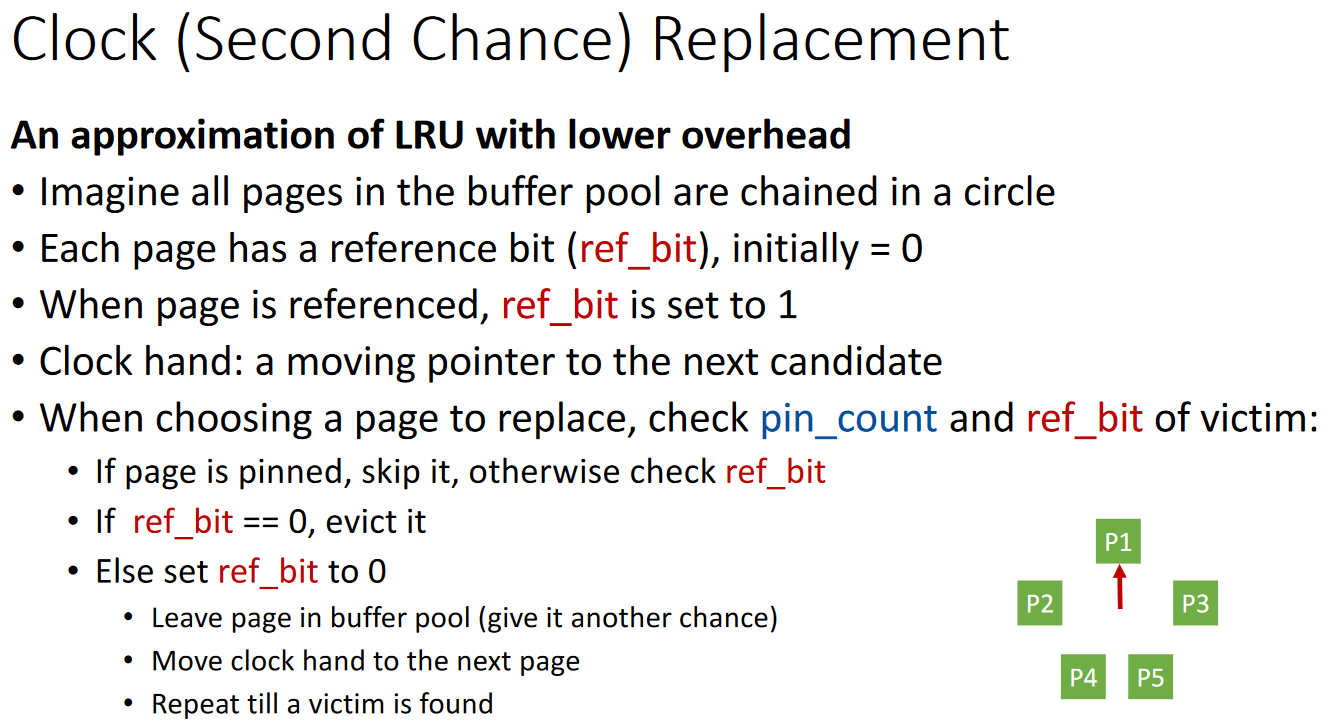 Clock (Second Chance) Replacement
An approximation of LRU with lower overhead
• Imagine all pages in the buffer pool are chained in a circle
• Each page has a reference bit (ref_bit), initially = 0
• When page is referenced, ref_bit is set to 1
• Clock hand: a moving pointer to the next candidate
• When choosing a page to replace, check pin_count and ref_bit of victim:
• If page is pinned, skip it, otherwise check ref_bit
• If ref_bit == 0, evict it
• Else set ref_bit to 0
• Leave page in buffer pool (give it another chance)
• Move clock hand to the next page
• Repeat till a victim is found
P1
P2 P3
P4 P5